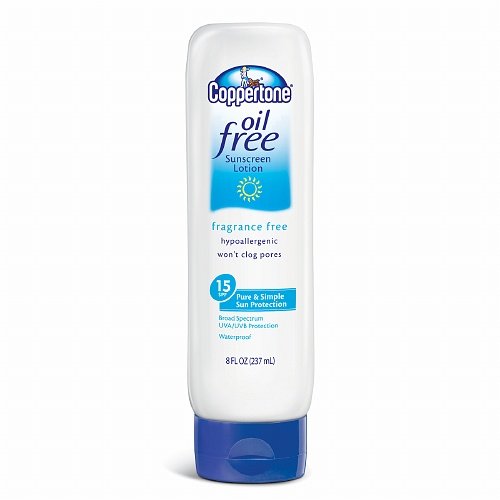 Coppertone
oil
free
Sunscreen
Lotion
fragrance free
hypoallergenic
won't clog pores
15
SPF
Pure & Simple
Sun Protection
Broad Spectrum
UVA/UVB Protection
Waterproof
8 FL OZ (237 mL)